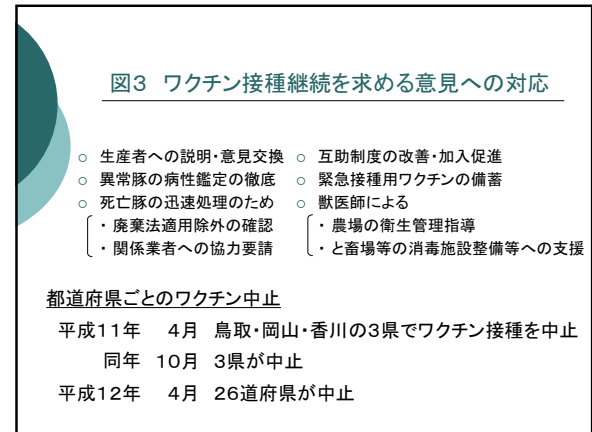 図3 ワクチン接種継続を求める意見への対応
○ 生産者への説明・意見交換
○ 異常豚の病性鑑定の徹底
○ 死亡豚の迅速処理のため
・ 廃棄法適用除外の確認
・ 関係業者への協力要請
○ 互助制度の改善・加入促進
○ 緊急接種用ワクチンの備蓄
○ 獣医師による
・ 農場の衛生管理指導
・ と畜場等の消毒施設整備等への支援
都道府県ごとのワクチン中止
平成11年 4月 鳥取・岡山・香川の3県でワクチン接種を中止
同年 10月 3県が中止
平成12年 4月 26道府県が中止